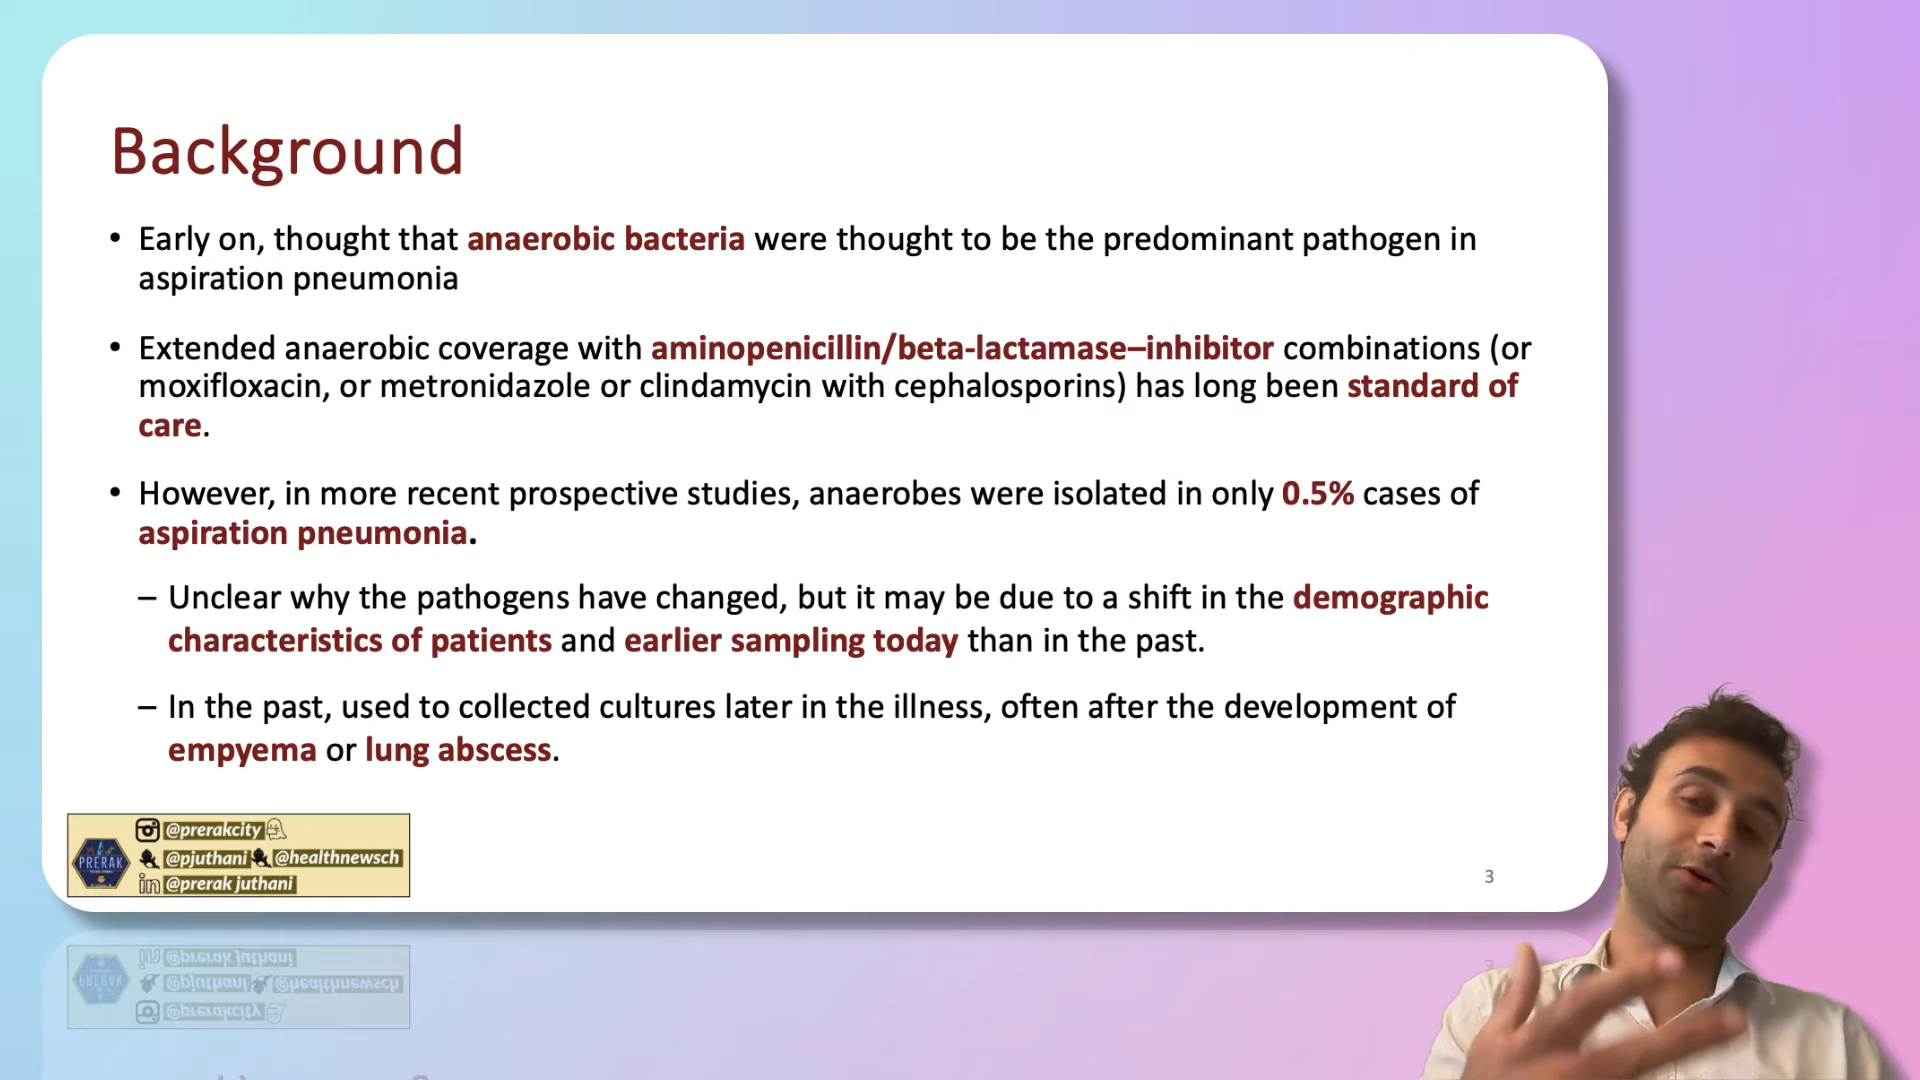 Background
• Early on, thought that anaerobic bacteria were thought to be the predominant pathogen in
aspiration pneumonia
• Extended anaerobic coverage with aminopenicillin/beta-lactamase–inhibitor combinations (or
moxifloxacin, or metronidazole or clindamycin with cephalosporins) has long been standard of
care.
• However, in more recent prospective studies, anaerobes were isolated in only 0.5% cases of
aspiration pneumonia.
– Unclear why the pathogens have changed, but it may be due to a shift in the demographic
characteristics of patients and earlier sampling today than in the past.
– In the past, used to collected cultures later in the illness, often after the development of
empyema or lung abscess.
@prerakcity
PRERAK
@pjuthani @healthnewsch
in @prerak juthani
3